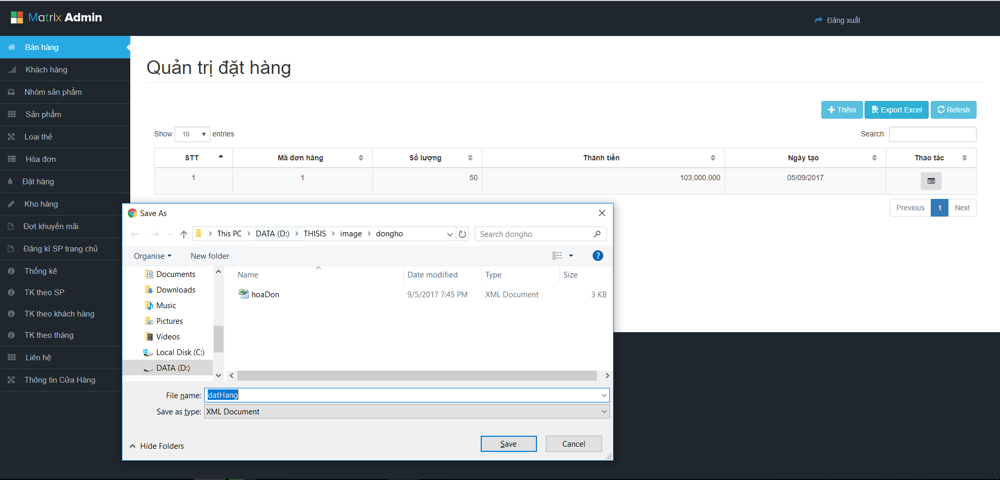 Matrix Admin
Đăng xuất
Bán hàng
Khách hàng
Nhóm sản phẩm
Sản phẩm
Loại thẻ
Hóa đơn
Đặt hàng
Kho hàng
Đợt khuyến mãi
Đăng kí SP trang chủ
Thống kê
TK theo SP
TK theo khách hàng
TK theo tháng
Liên hệ
Thông tin Cửa Hàng
Quản trị đặt hàng
Thêm Export Excel Refesh
Show 10 entries Search:
STT Mã đơn hàng Số lượng Thành tiền Ngày tạo Thao tác
1 1 50 103,000,000 05/09/2017
Previous 1 Next
Save As
This PC > DATA (D:) > THISIS > image > dongho
Search dongho
Organise New folder
Documents
Downloads
Music
Pictures
Videos
Local Disk (C:)
DATA (D:)
Name Date modified Type Size
hoaDon 9/5/2017 7:45 PM XML Document 3 KB
File name: datHang
Save as type: XML Document
Hide Folders
Save Cancel